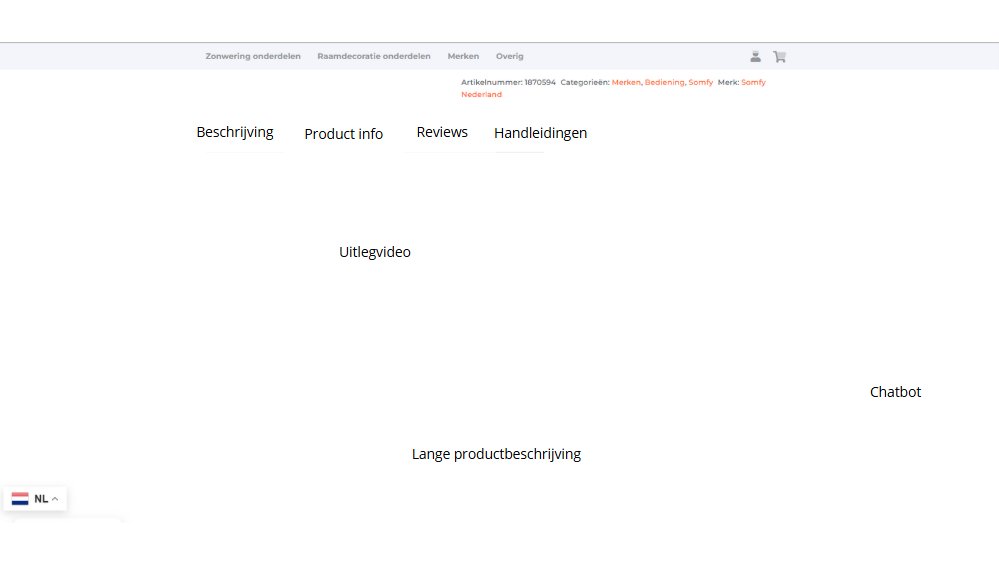 Zonwering onderdelen Raamdecoratie onderdelen Merken Overig
Artikelnummer: 1870594 Categorieën: Merken, Bediening, Somfy Merk: Somfy
Nederland
Beschrijving Product info Reviews Handleidingen
Uitlegvideo
Chatbot
Lange productbeschrijving
NL